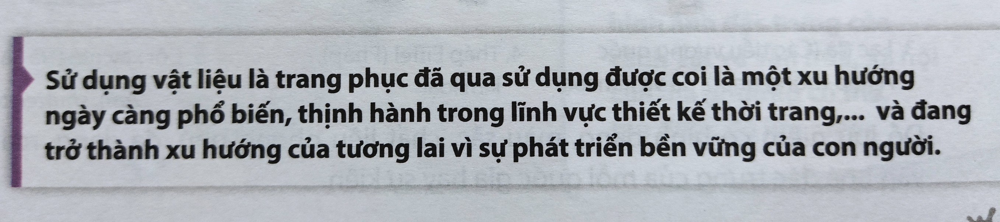 Sử dụng vật liệu là trang phục đã qua sử dụng được coi là một xu hướng
ngày càng phổ biến, thịnh hành trong lĩnh vực thiết kế thời trang,... và đang
trở thành xu hướng của tương lai vì sự phát triển bền vững của con người.